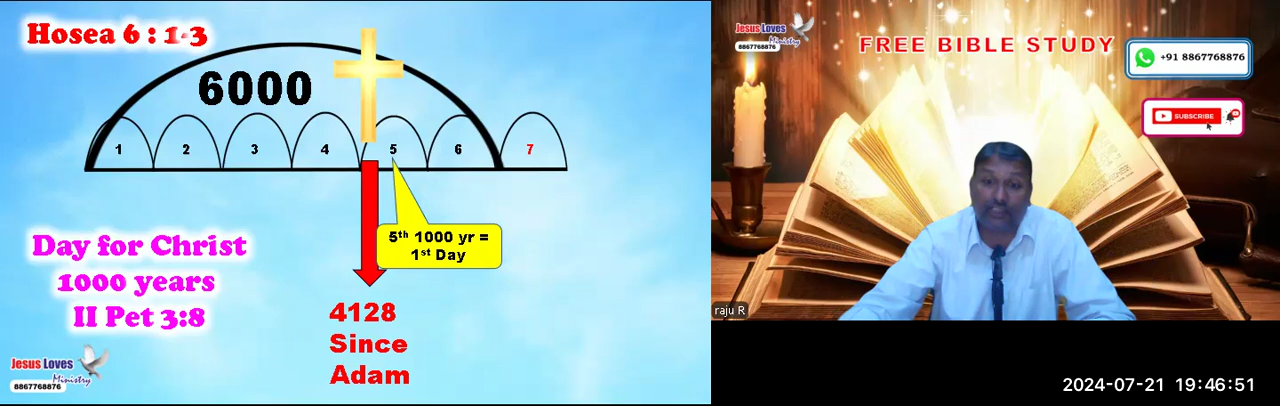 Hosea 6 : 1-3
6000
1 2 3 4 5 6 7
5th 1000 yr =
1st Day
Day for Christ
1000 years
II Pet 3:8
4128
Since
Adam
Jesus Loves
Ministry
8867768876
Jesus Loves
Ministry
8867768876
FREE BIBLE STUDY
+91 8867768876
SUBSCRIBE
raju R
2024-07-21 19:46:51